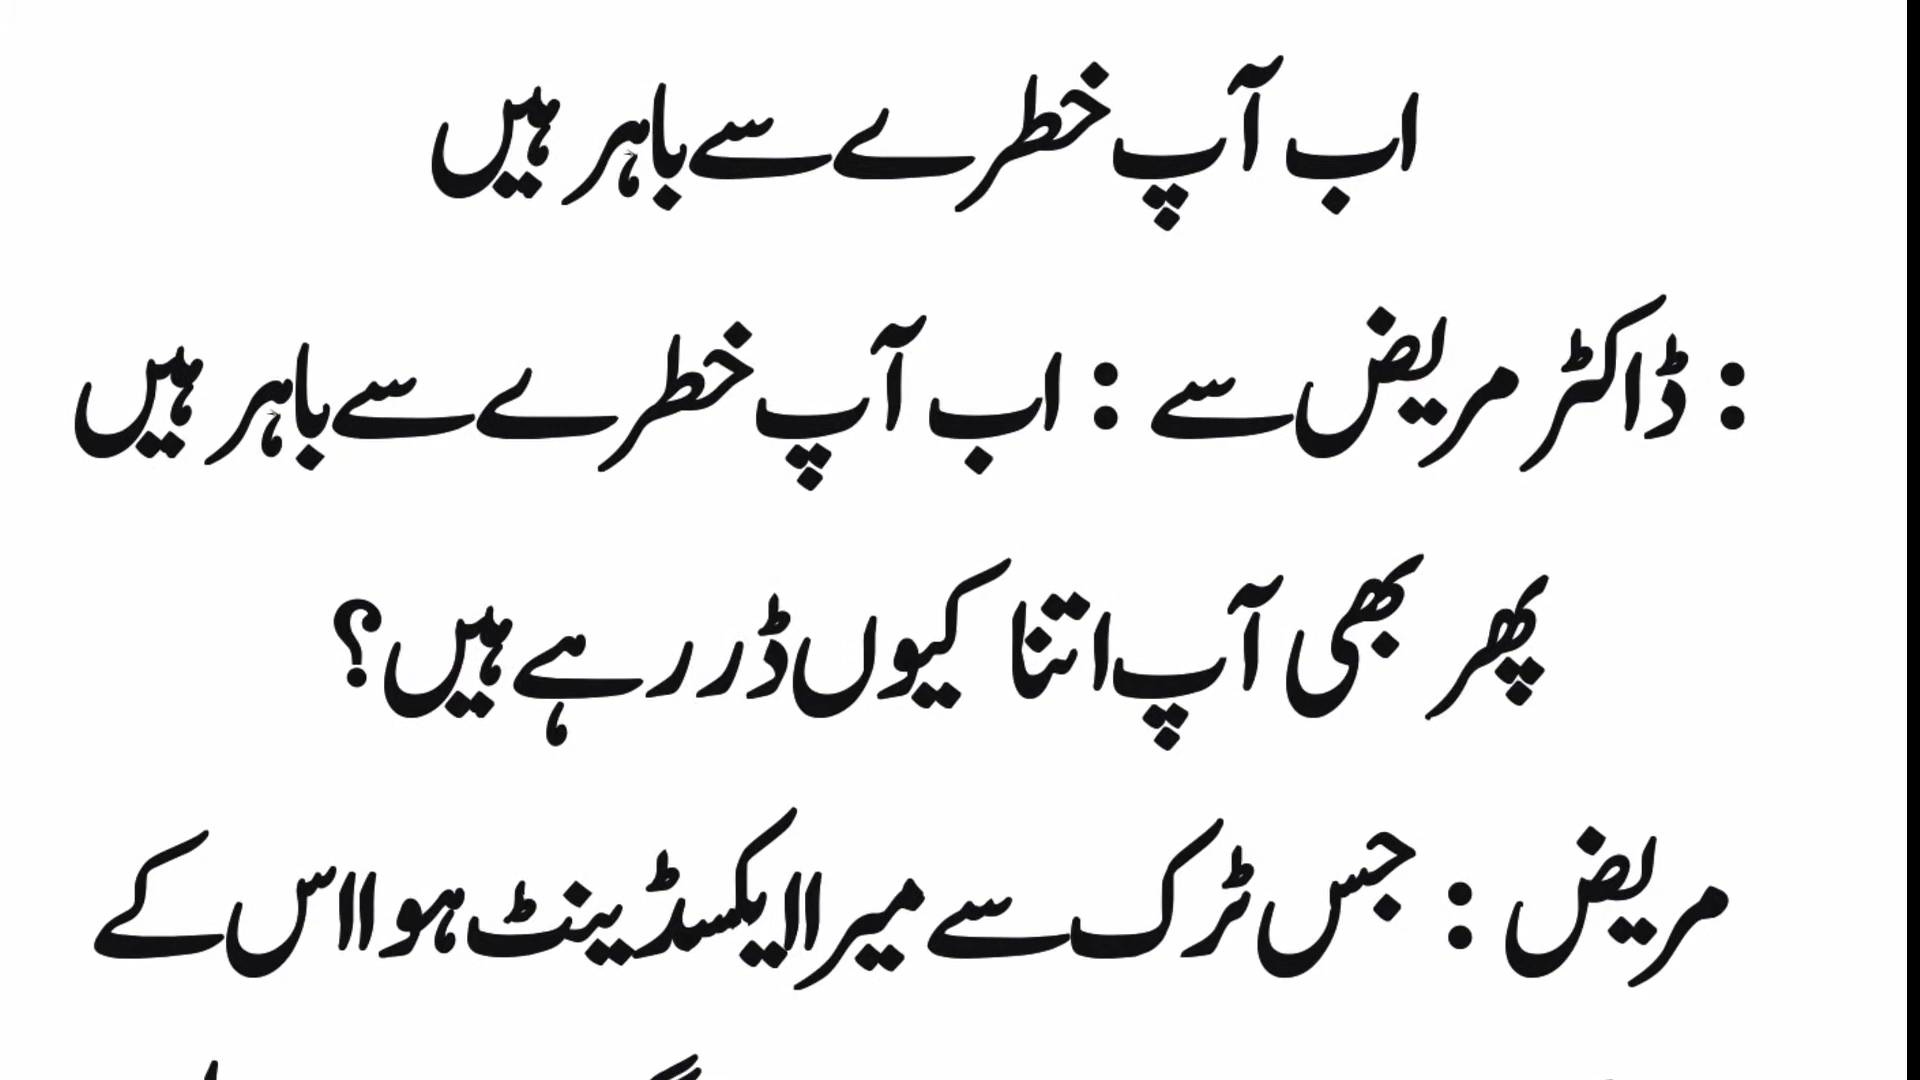 اب آپ خطرے سے باہر ہیں
: ڈاکٹر مریض سے : اب آپ خطرے سے باہر ہیں
پھر بھی آپ اتنا کیوں ڈر رہے ہیں؟
مریض : جس ٹرک سے میرا ایکسڈینٹ ہوا اس کے